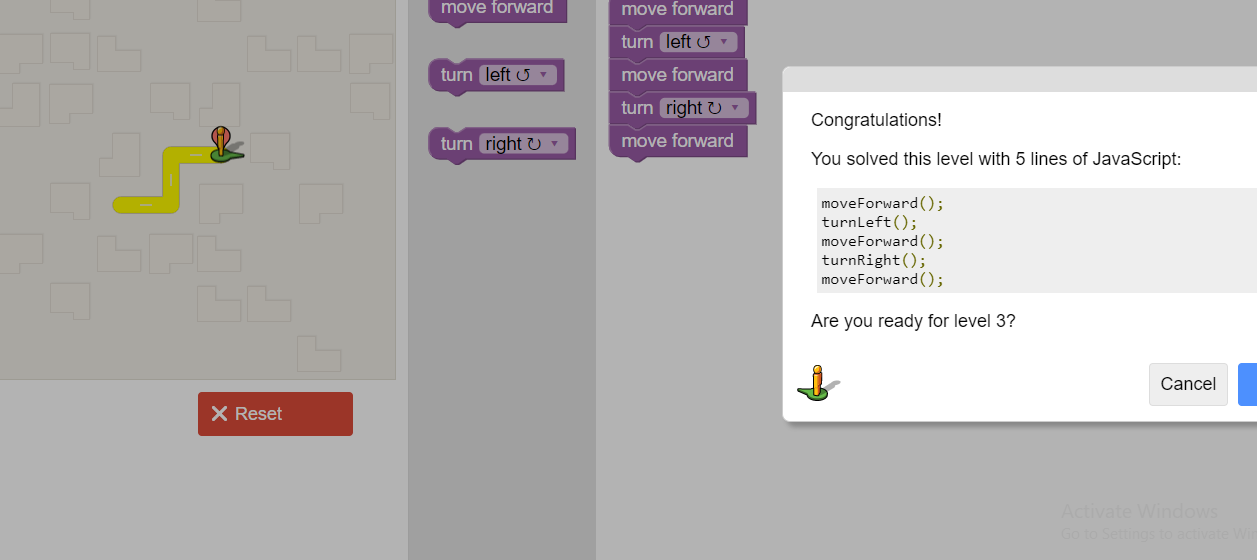 move forward
turn left ↺ ▾
turn right ↻ ▾
move forward
turn left ↺ ▾
move forward
turn right ↻ ▾
move forward
Reset
Congratulations!
You solved this level with 5 lines of JavaScript:
moveForward();
turnLeft();
moveForward();
turnRight();
moveForward();
Are you ready for level 3?
Cancel
Activate Windows
Go to Settings to activate